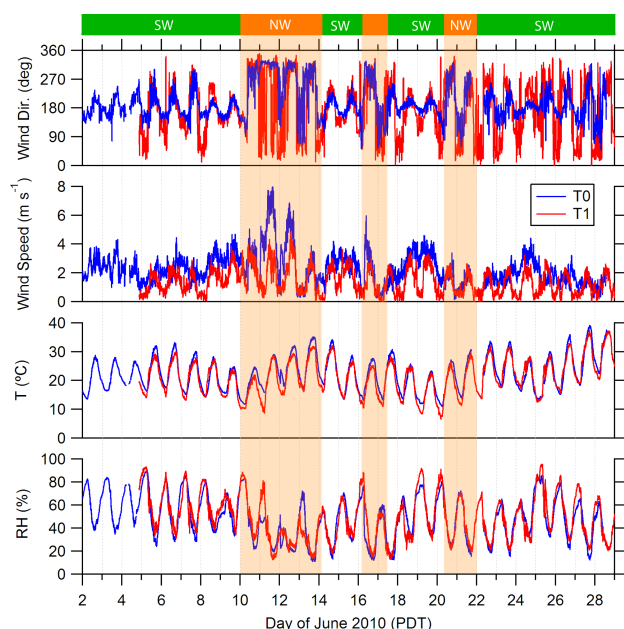 SW NW SW SW NW SW
360
270
180
90
0
Wind Dir. (deg)
8
6
4
2
0
Wind Speed (m s⁻¹)
T0
T1
40
30
20
10
0
T (ºC)
100
80
60
40
20
0
RH (%)
2 4 6 8 10 12 14 16 18 20 22 24 26 28
Day of June 2010 (PDT)